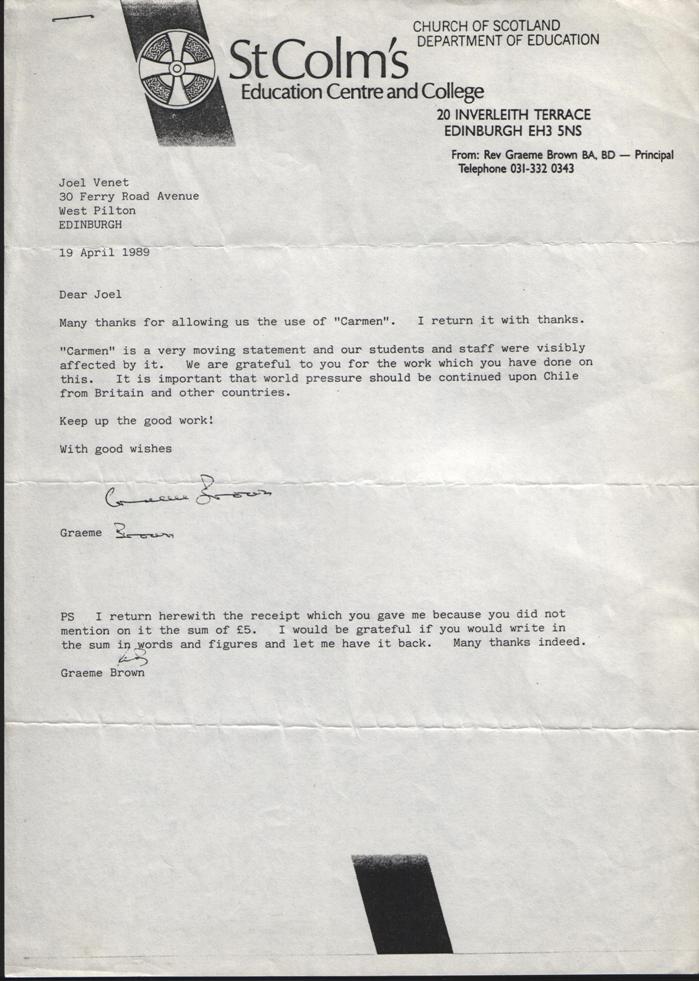 CHURCH OF SCOTLAND
DEPARTMENT OF EDUCATION
St Colm's
Education Centre and College
20 INVERLEITH TERRACE
EDINBURGH EH3 5NS
From: Rev Graeme Brown BA, BD — Principal
Telephone 031-332 0343
Joel Venet
30 Ferry Road Avenue
West Pilton
EDINBURGH
19 April 1989
Dear Joel
Many thanks for allowing us the use of "Carmen". I return it with thanks.
"Carmen" is a very moving statement and our students and staff were visibly
affected by it. We are grateful to you for the work which you have done on
this. It is important that world pressure should be continued upon Chile
from Britain and other countries.
Keep up the good work!
With good wishes
Graeme Brown
Graeme Brown
PS I return herewith the receipt which you gave me because you did not
mention on it the sum of £5. I would be grateful if you would write in
the sum in words and figures and let me have it back. Many thanks indeed.
Graeme Brown